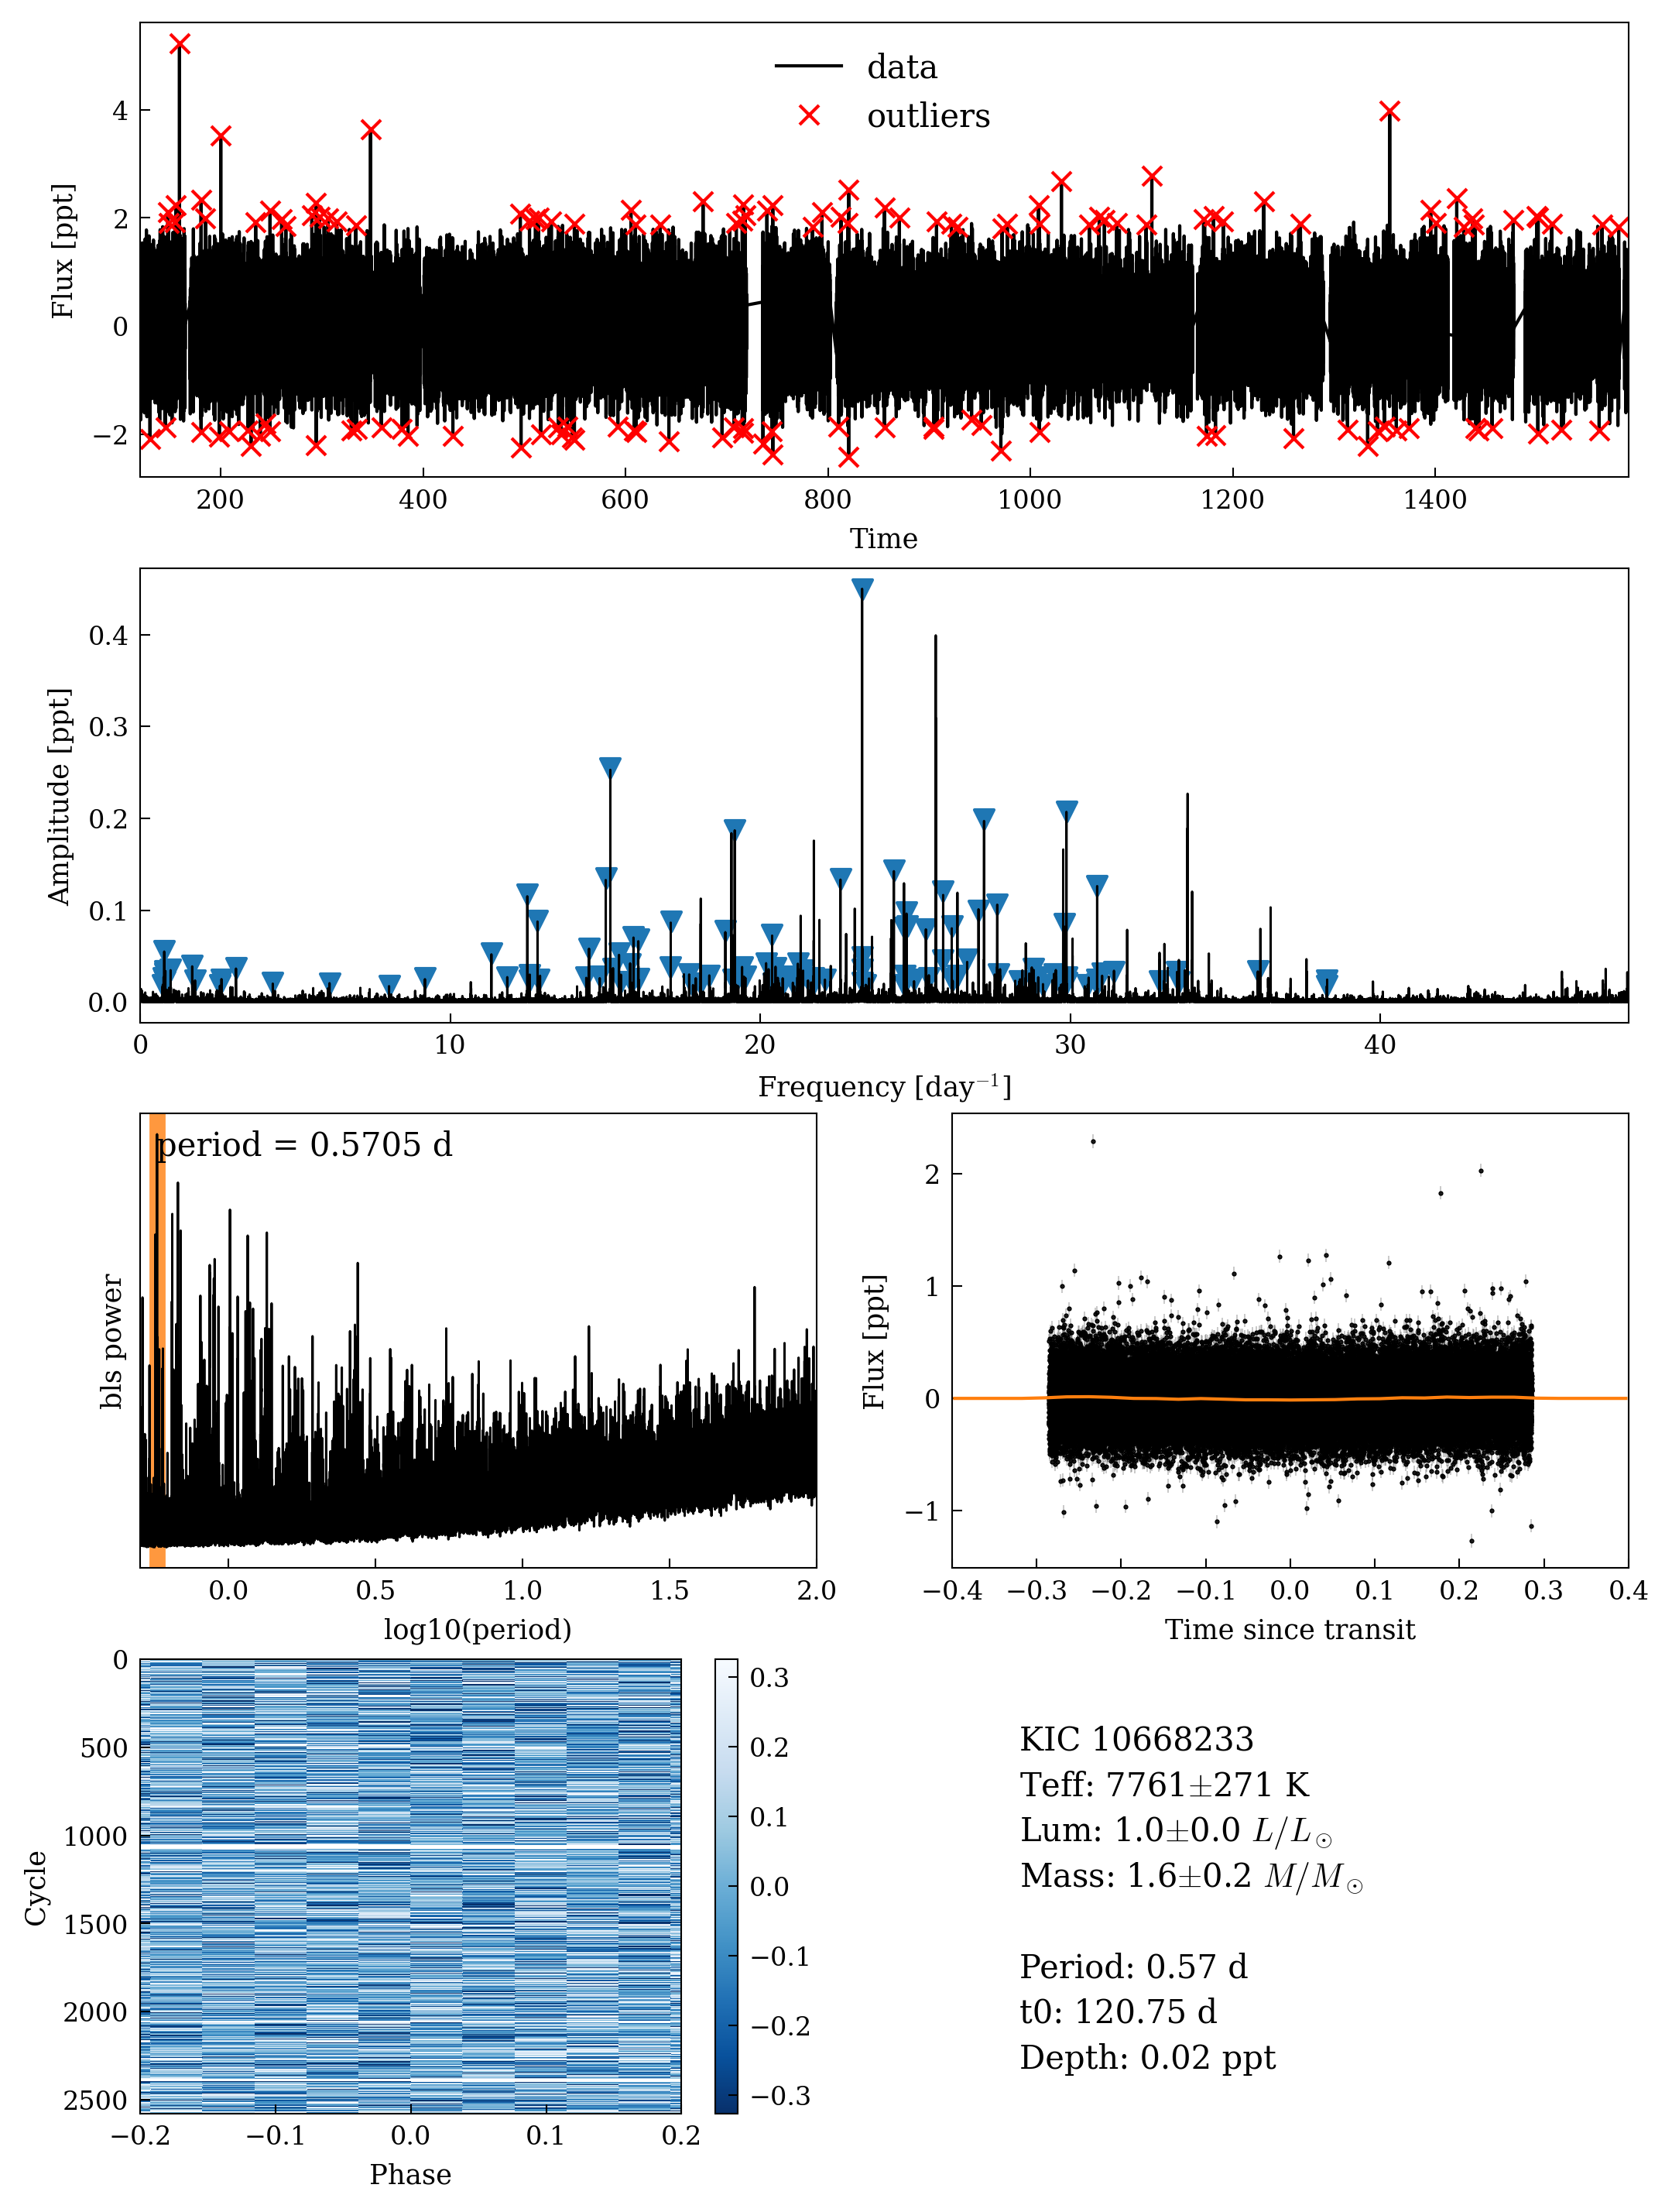 data
outliers
Flux [ppt]
4
2
0
−2
200 400 600 800 1000 1200 1400
Time
Amplitude [ppt]
0.4
0.3
0.2
0.1
0.0
0 10 20 30 40
Frequency [day⁻¹]
period = 0.5705 d
bls power
0.0 0.5 1.0 1.5 2.0
log10(period)
Flux [ppt]
2
1
0
−1
−0.4 −0.3 −0.2 −0.1 0.0 0.1 0.2 0.3 0.4
Time since transit
Cycle
0
500
1000
1500
2000
2500
−0.2 −0.1 0.0 0.1 0.2
Phase
0.3
0.2
0.1
0.0
−0.1
−0.2
−0.3
KIC 10668233
Teff: 7761±271 K
Lum: 1.0±0.0 L/L⊙
Mass: 1.6±0.2 M/M⊙
Period: 0.57 d
t0: 120.75 d
Depth: 0.02 ppt